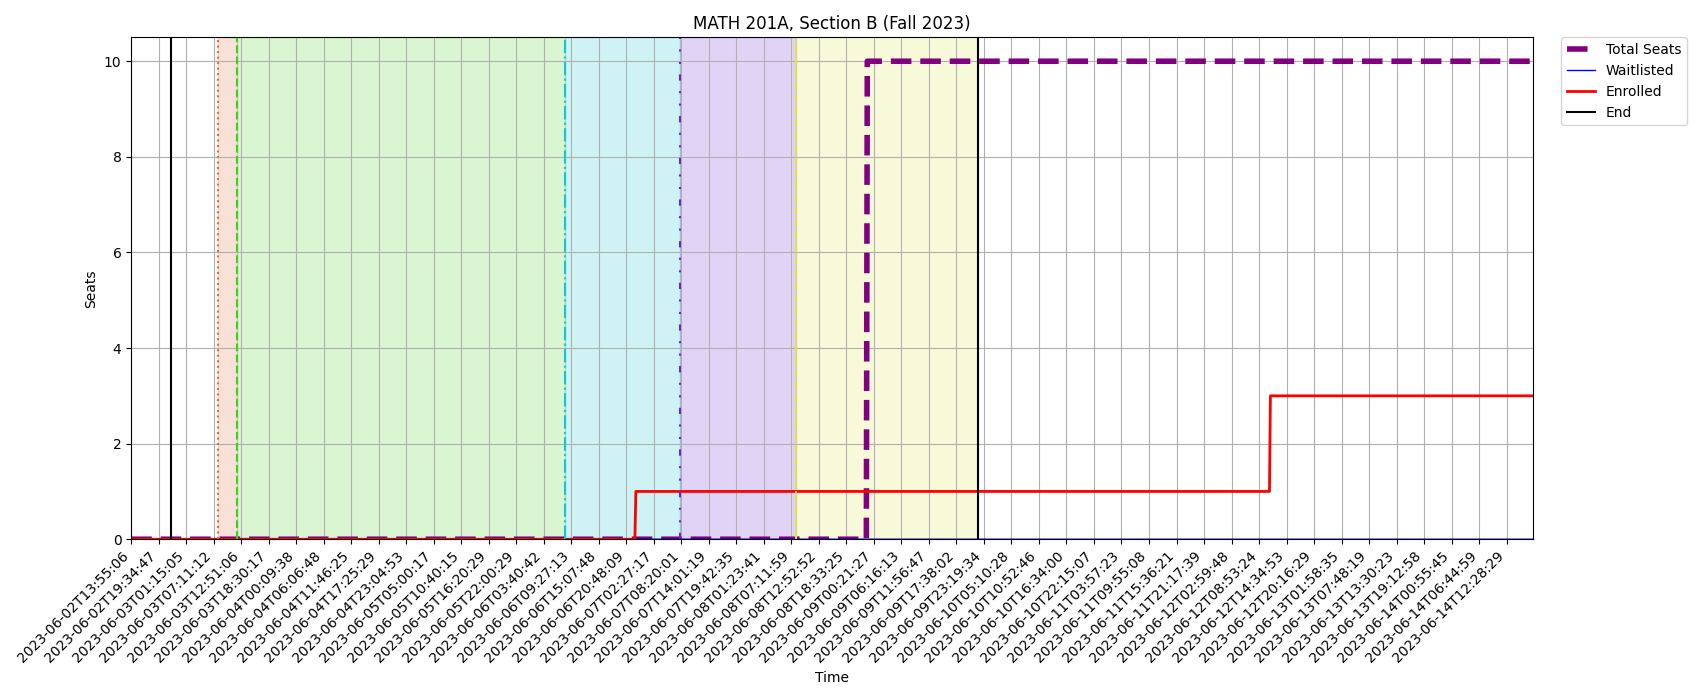 MATH 201A, Section B (Fall 2023)
Total Seats
Waitlisted
Enrolled
End
10
8
6
4
2
0
Seats
2023-06-02T13:55:06
2023-06-02T19:34:47
2023-06-03T01:15:05
2023-06-03T07:11:12
2023-06-03T12:51:06
2023-06-03T18:30:17
2023-06-04T00:09:38
2023-06-04T06:06:48
2023-06-04T11:46:25
2023-06-04T17:25:29
2023-06-04T23:04:53
2023-06-05T05:00:17
2023-06-05T10:40:15
2023-06-05T16:20:29
2023-06-05T22:00:29
2023-06-06T03:40:42
2023-06-06T09:27:13
2023-06-06T15:07:48
2023-06-06T20:48:09
2023-06-07T02:27:17
2023-06-07T08:20:01
2023-06-07T14:01:19
2023-06-07T19:42:35
2023-06-08T01:23:41
2023-06-08T07:11:59
2023-06-08T12:52:52
2023-06-08T18:33:25
2023-06-09T00:21:27
2023-06-09T06:16:13
2023-06-09T11:56:47
2023-06-09T17:38:02
2023-06-09T23:19:34
2023-06-10T05:10:28
2023-06-10T10:52:46
2023-06-10T16:34:00
2023-06-10T22:15:07
2023-06-11T03:57:23
2023-06-11T09:55:08
2023-06-11T15:36:21
2023-06-11T21:17:39
2023-06-12T02:59:48
2023-06-12T08:53:24
2023-06-12T14:34:53
2023-06-12T20:16:29
2023-06-13T01:58:35
2023-06-13T07:48:19
2023-06-13T13:30:23
2023-06-13T19:12:58
2023-06-14T00:55:45
2023-06-14T06:44:59
2023-06-14T12:28:29
Time